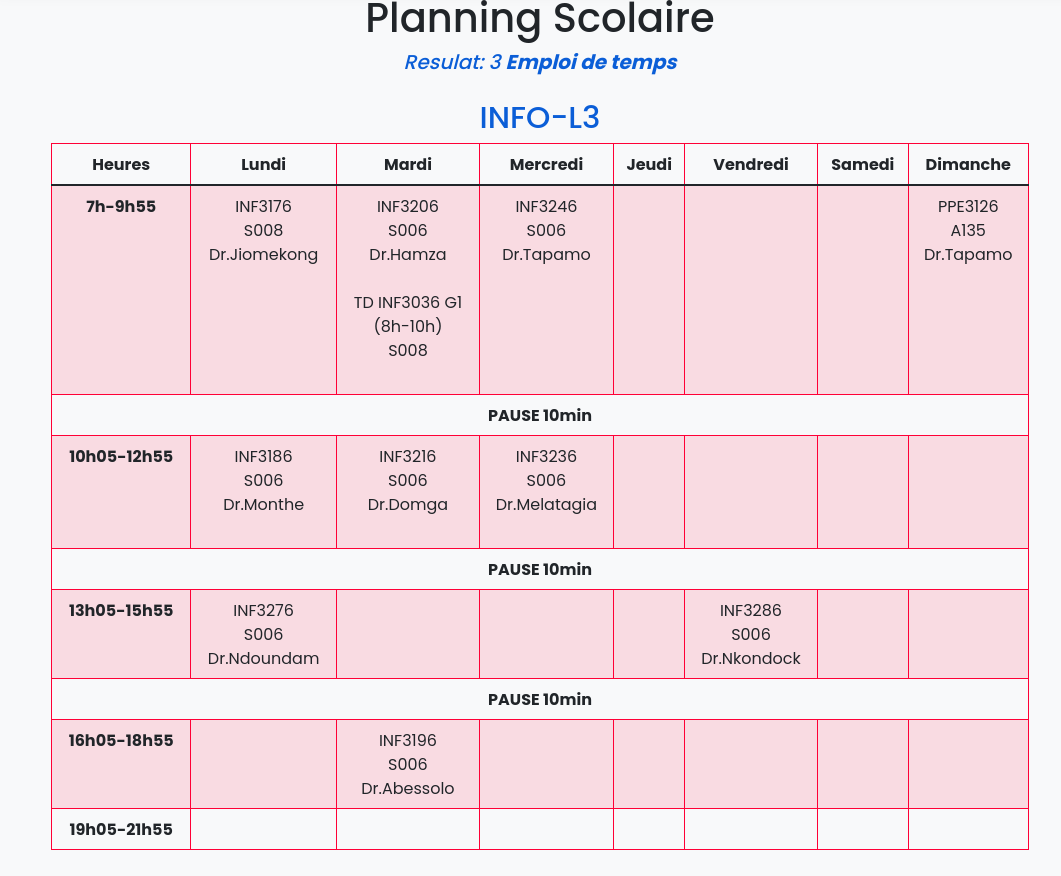 Planning Scolaire
Resulat: 3 Emploi de temps
INFO-L3
Heures Lundi Mardi Mercredi Jeudi Vendredi Samedi Dimanche
7h-9h55 INF3176 INF3206 INF3246 PPE3126
S008 S006 S006 A135
Dr.Jiomekong Dr.Hamza Dr.Tapamo Dr.Tapamo
TD INF3036 G1
(8h-10h)
S008
PAUSE 10min
10h05-12h55 INF3186 INF3216 INF3236
S006 S006 S006
Dr.Monthe Dr.Domga Dr.Melatagia
PAUSE 10min
13h05-15h55 INF3276 INF3286
S006 S006
Dr.Ndoundam Dr.Nkondock
PAUSE 10min
16h05-18h55 INF3196
S006
Dr.Abessolo
19h05-21h55